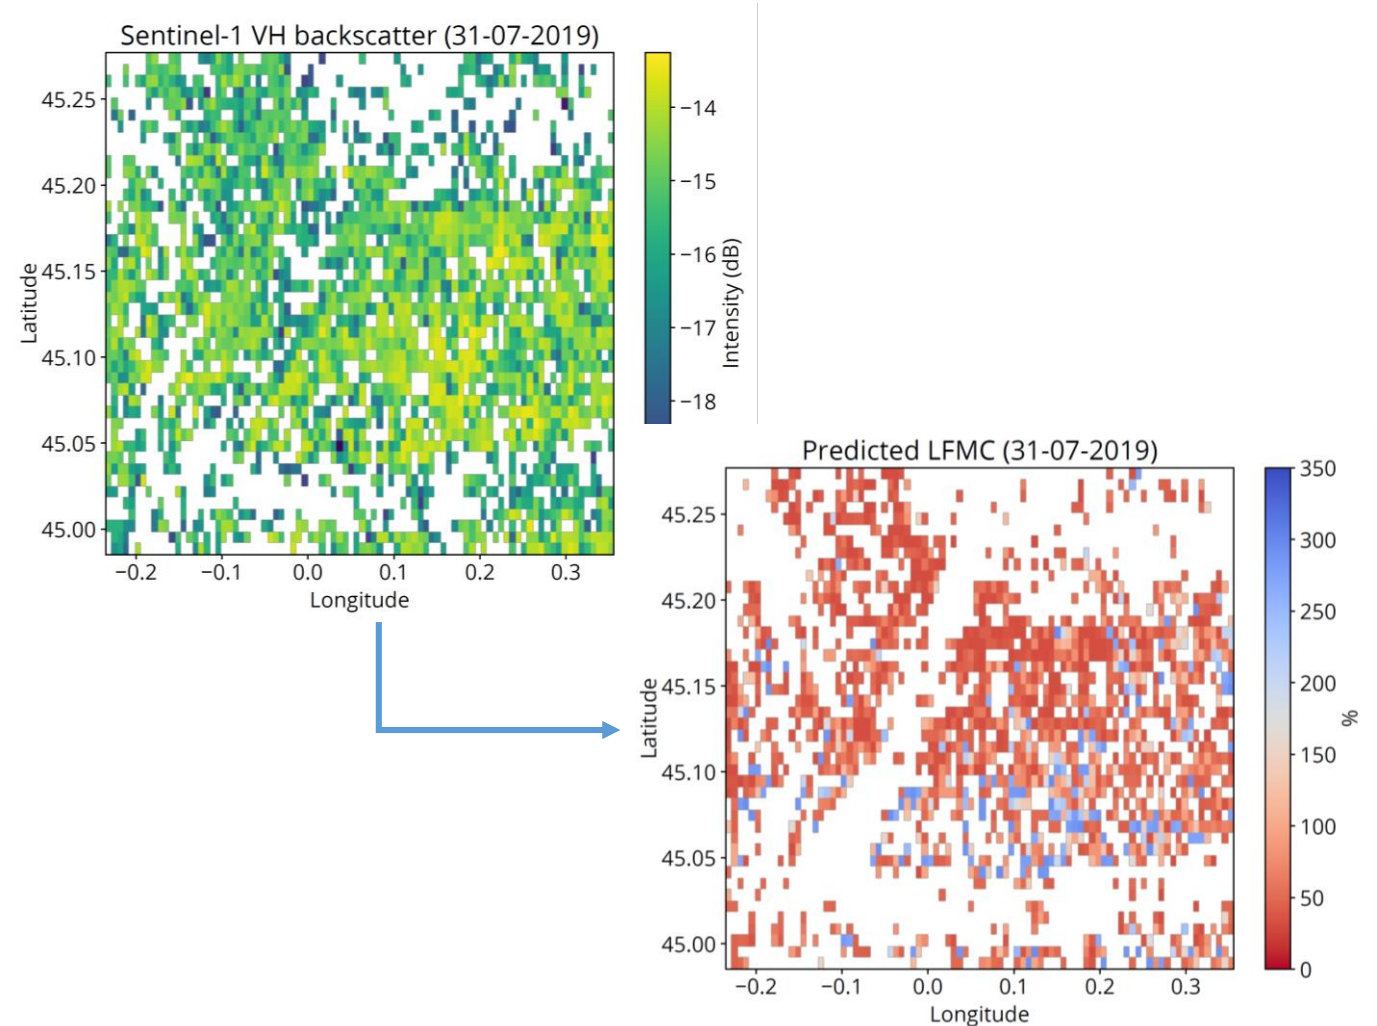 Sentinel-1 VH backscatter (31-07-2019)
45.25
45.20
45.15
45.10
45.05
45.00
Latitude
−0.2 −0.1 0.0 0.1 0.2 0.3
Longitude
−14
−15
−16
−17
−18
Intensity (dB)
Predicted LFMC (31-07-2019)
45.25
45.20
45.15
45.10
45.05
45.00
Latitude
−0.2 −0.1 0.0 0.1 0.2 0.3
Longitude
350
300
250
200
150
100
50
0
%